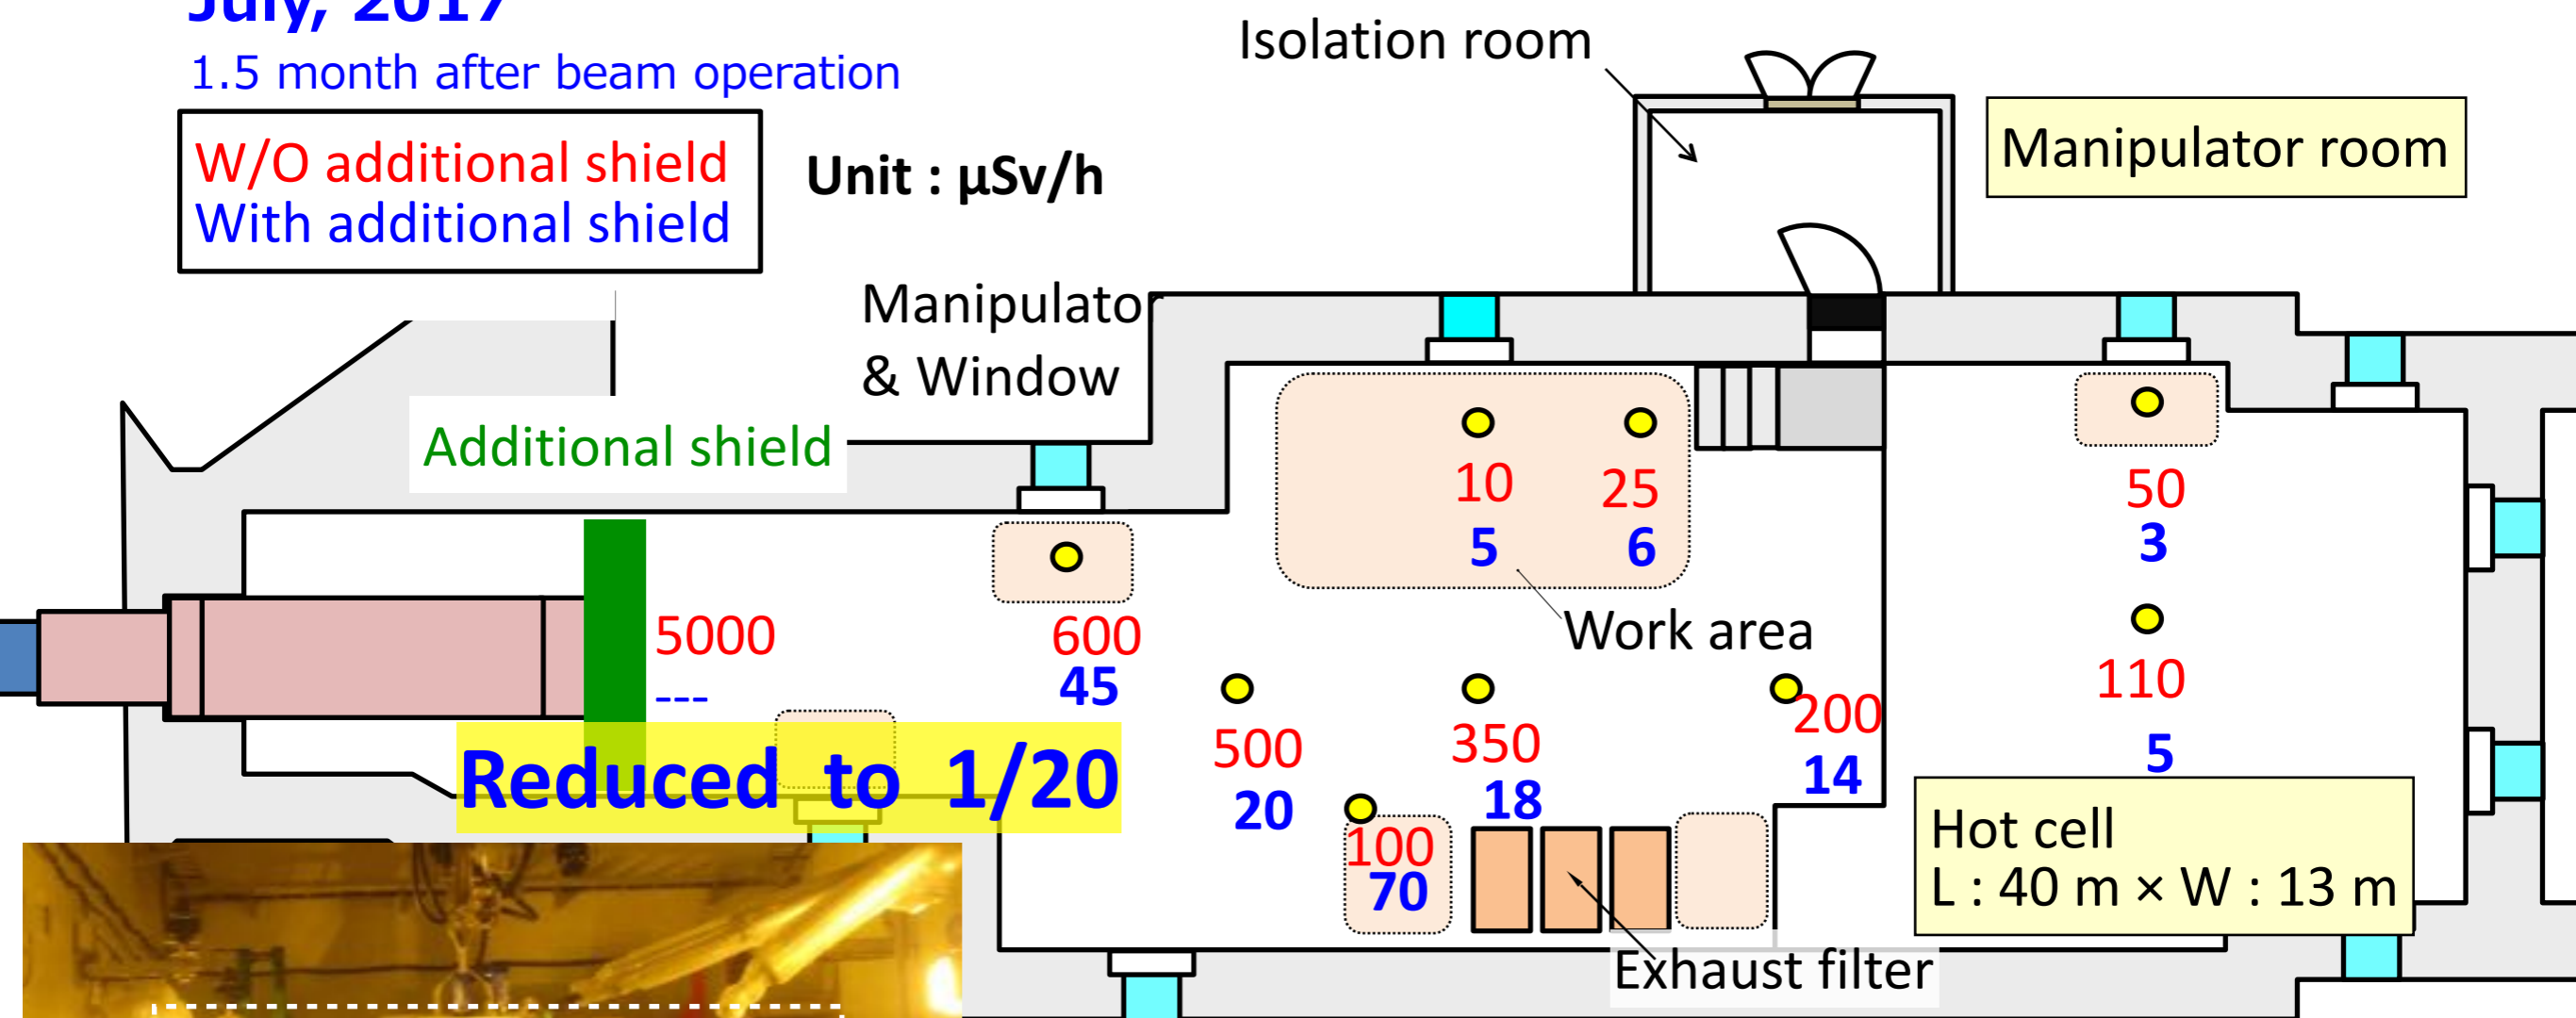 July, 2017
1.5 month after beam operation
W/O additional shield
With additional shield
Unit : μSv/h
Isolation room
Manipulator room
Manipulator
& Window
Additional shield
10
5
25
6
50
3
Work area
5000
---
600
45
500
20
350
18
200
14
110
5
Reduced to 1/20
100
70
Hot cell
L : 40 m × W : 13 m
Exhaust filter